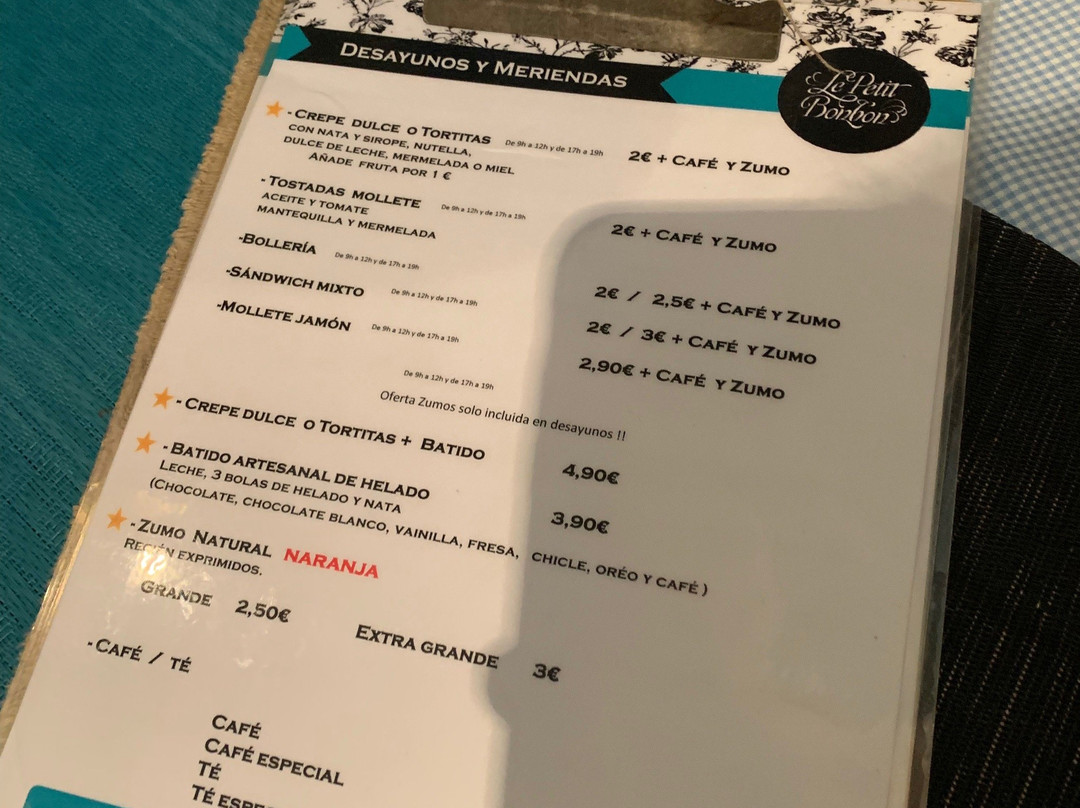 DESAYUNOS Y MERIENDAS
Le Petit
Bonbon
- CREPE DULCE O TORTITAS De 9h a 12h y de 17h a 19h 2€ + CAFÉ Y ZUMO
CON NATA Y SIROPE, NUTELLA,
DULCE DE LECHE, MERMELADA O MIEL
AÑADE FRUTA POR 1 €
- TOSTADAS MOLLETE De 9h a 12h y de 17h a 19h 2€ + CAFÉ Y ZUMO
ACEITE Y TOMATE
MANTEQUILLA Y MERMELADA
-BOLLERÍA De 9h a 12h y de 17h a 19h 2€ / 2,5€ + CAFÉ Y ZUMO
-SÁNDWICH MIXTO De 9h a 12h y de 17h a 19h 2€ / 3€ + CAFÉ Y ZUMO
-MOLLETE JAMÓN De 9h a 12h y de 17h a 19h 2,90€ + CAFÉ Y ZUMO
De 9h a 12h y de 17h a 19h
Oferta Zumos solo incluida en desayunos !!
- CREPE DULCE O TORTITAS + BATIDO 4,90€
- BATIDO ARTESANAL DE HELADO 3,90€
LECHE, 3 BOLAS DE HELADO Y NATA
(CHOCOLATE, CHOCOLATE BLANCO, VAINILLA, FRESA, CHICLE, ORÉO Y CAFÉ )
- ZUMO NATURAL NARANJA
RECIÉN EXPRIMIDOS.
GRANDE 2,50€ EXTRA GRANDE 3€
- CAFÉ / TÉ
CAFÉ
CAFÉ ESPECIAL
TÉ
TÉ